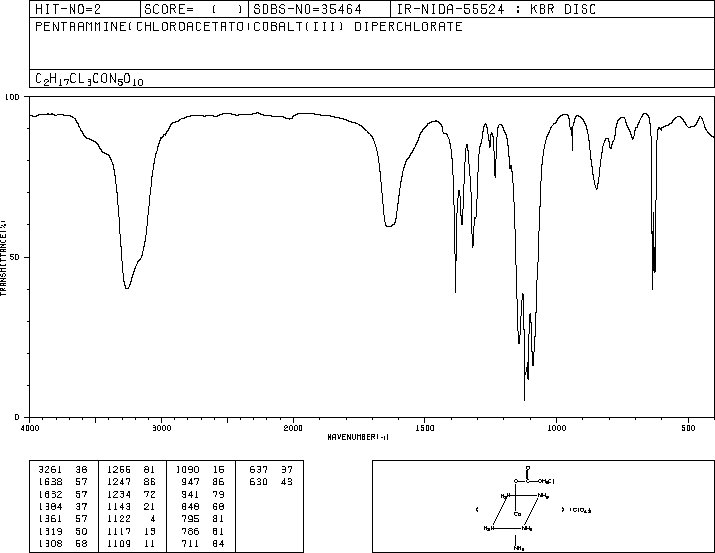 HIT-NO=2 SCORE= ( ) SDBS-NO=35464 IR-NIDA-55524 : KBR DISC
PENTAAMMINE(CHLOROACETATO)COBALT(III) DIPERCHLORATE
C2H17CL3CON5O10
100
50
0
TRANSMITTANCE(%)
4000 3000 2000 1500 1000 500
WAVENUMBER(-1)
3261 38 1266 81 1090 15 637 37
1638 57 1247 86 947 86 630 43
1632 57 1234 72 941 79
1384 37 1143 21 848 68
1361 57 1122 4 795 81
1319 50 1117 13 786 81
1308 68 1109 11 711 84
O
O C CH2Cl
H3N NH3
Co
H3N NH3
NH3